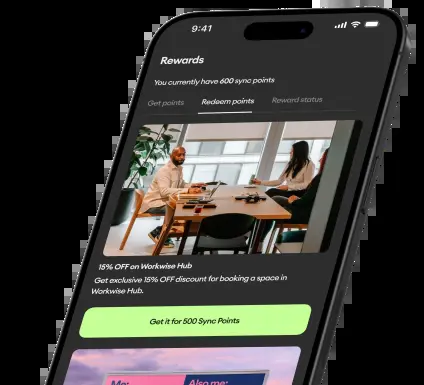 9:41
Rewards
You currently have 600 sync points
Get points Redeem points Reward status
15% OFF on Workwise Hub
Get exclusive 15% OFF discount for booking a space in
Workwise Hub.
Get it for 500 Sync Points
Me: Also me: